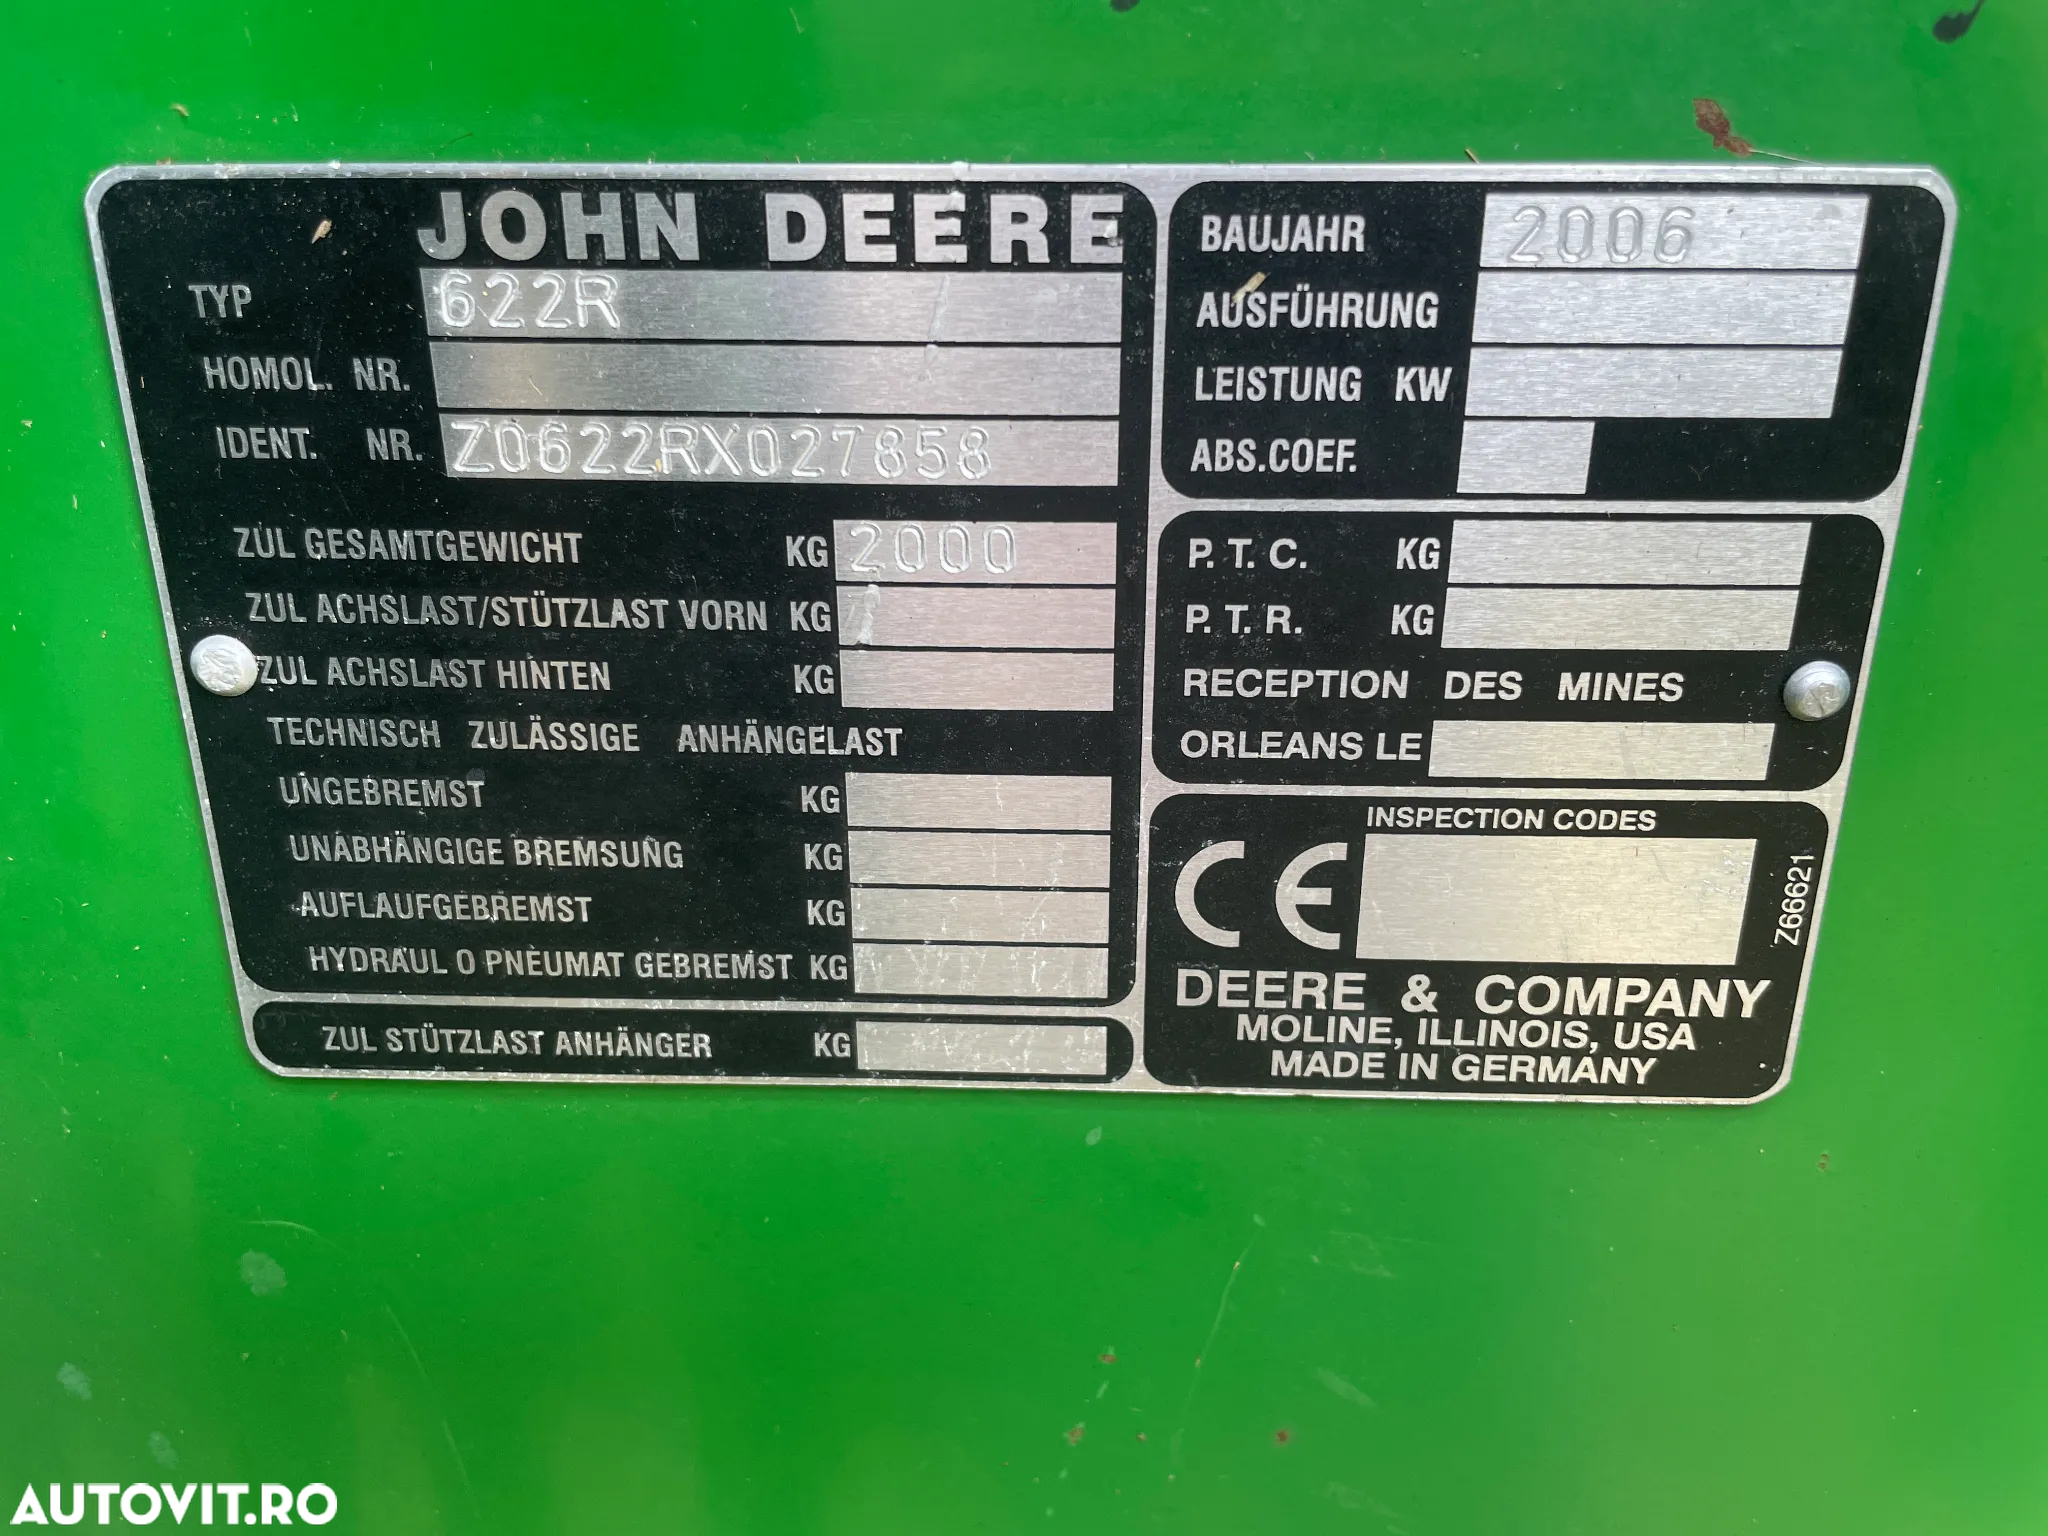 JOHN DEERE
TYP 622R
HOMOL. NR.
IDENT. NR. Z0622RX027858
ZUL GESAMTGEWICHT KG 2000
ZUL ACHSLAST/STÜTZLAST VORN KG
ZUL ACHSLAST HINTEN KG
TECHNISCH ZULÄSSIGE ANHÄNGELAST
UNGEBREMST KG
UNABHÄNGIGE BREMSUNG KG
AUFLAUFGEBREMST KG
HYDRAUL O PNEUMAT GEBREMST KG
ZUL STÜTZLAST ANHÄNGER KG
BAUJAHR 2006
AUSFÜHRUNG
LEISTUNG KW
ABS.COEF.
P. T. C. KG
P. T. R. KG
RECEPTION DES MINES
ORLEANS LE
INSPECTION CODES
CE
Z66621
DEERE & COMPANY
MOLINE, ILLINOIS, USA
MADE IN GERMANY
AUTOVIT.RO